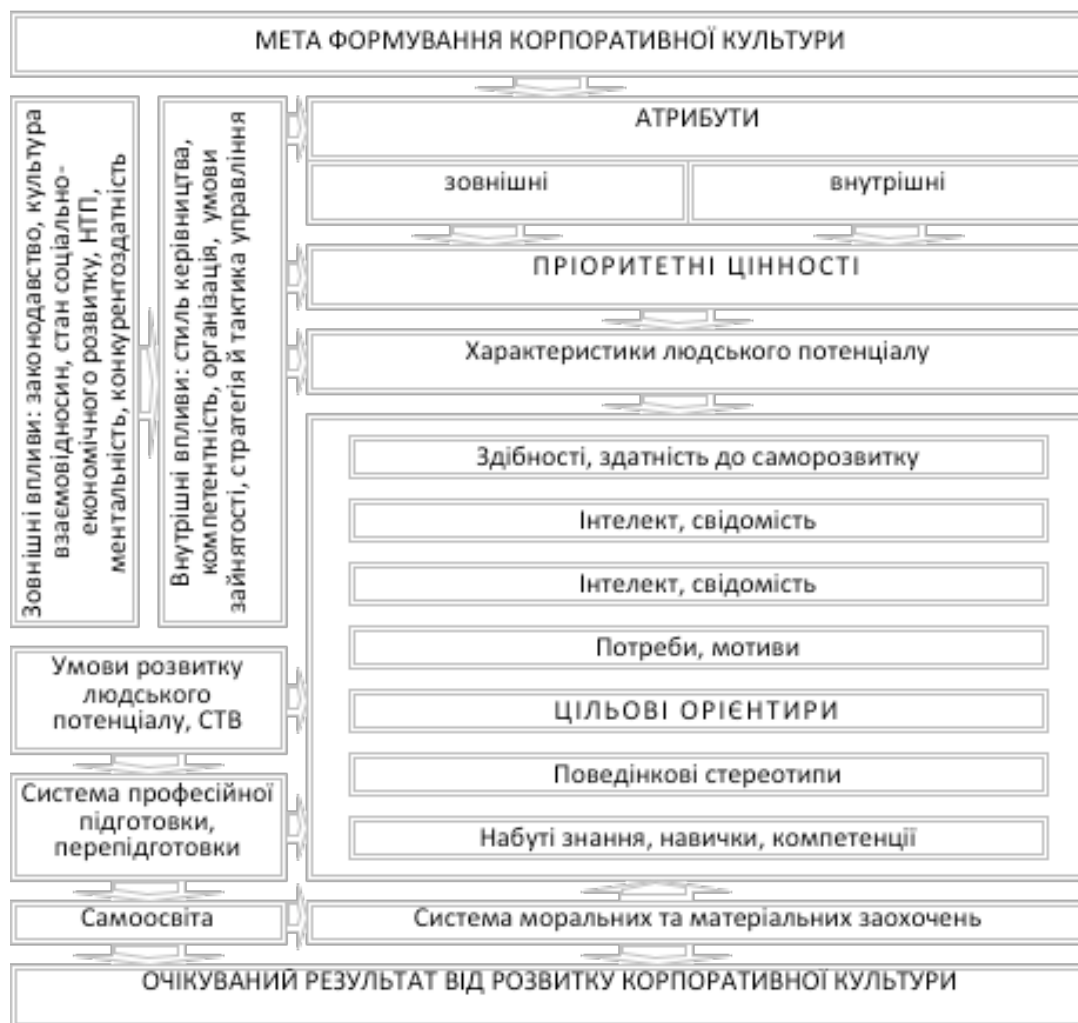 МЕТА ФОРМУВАННЯ КОРПОРАТИВНОЇ КУЛЬТУРИ
Зовнішні впливи: законодавство, культура
взаємовідносин, стан соціально-
економічного розвитку, НТП,
ментальність, конкурентоздатність
Внутрішні впливи: стиль керівництва,
компетентність, організація, умови
зайнятості, стратегія й тактика управління
АТРИБУТИ
зовнішні
внутрішні
ПРІОРИТЕТНІ ЦІННОСТІ
Характеристики людського потенціалу
Здібності, здатність до саморозвитку
Інтелект, свідомість
Інтелект, свідомість
Потреби, мотиви
ЦІЛЬОВІ ОРІЄНТИРИ
Поведінкові стереотипи
Набуті знання, навички, компетенції
Умови розвитку
людського
потенціалу, СТВ
Система професійної
підготовки,
перепідготовки
Самоосвіта
Система моральних та матеріальних заохочень
ОЧІКУВАНИЙ РЕЗУЛЬТАТ ВІД РОЗВИТКУ КОРПОРАТИВНОЇ КУЛЬТУРИ